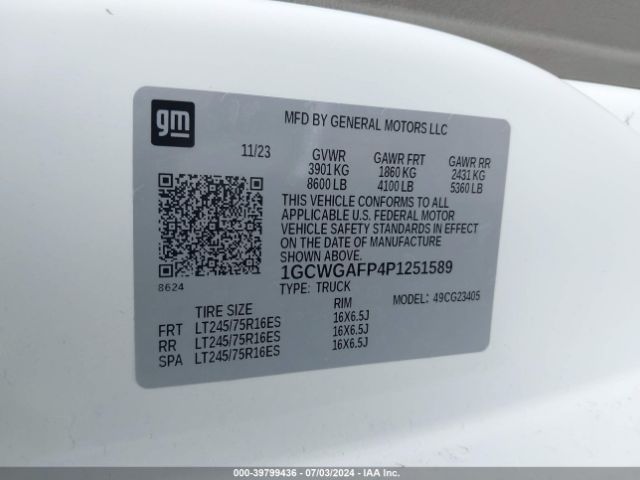 gm
MFD BY GENERAL MOTORS LLC
11/23 GVWR GAWR FRT GAWR RR
3901 KG 1860 KG 2431 KG
8600 LB 4100 LB 5360 LB
THIS VEHICLE CONFORMS TO ALL
APPLICABLE U.S. FEDERAL MOTOR
VEHICLE SAFETY STANDARDS IN EFFECT
ON THE DATE OF MANUFACTURE
SHOWN ABOVE.
1GCWGAFP4P1251589
8624
TYPE: TRUCK MODEL: 49CG23405
TIRE SIZE RIM
FRT LT245/75R16ES 16X6.5J
RR LT245/75R16ES 16X6.5J
SPA LT245/75R16ES 16X6.5J
000-39799436 - 07/03/2024 - IAA Inc.